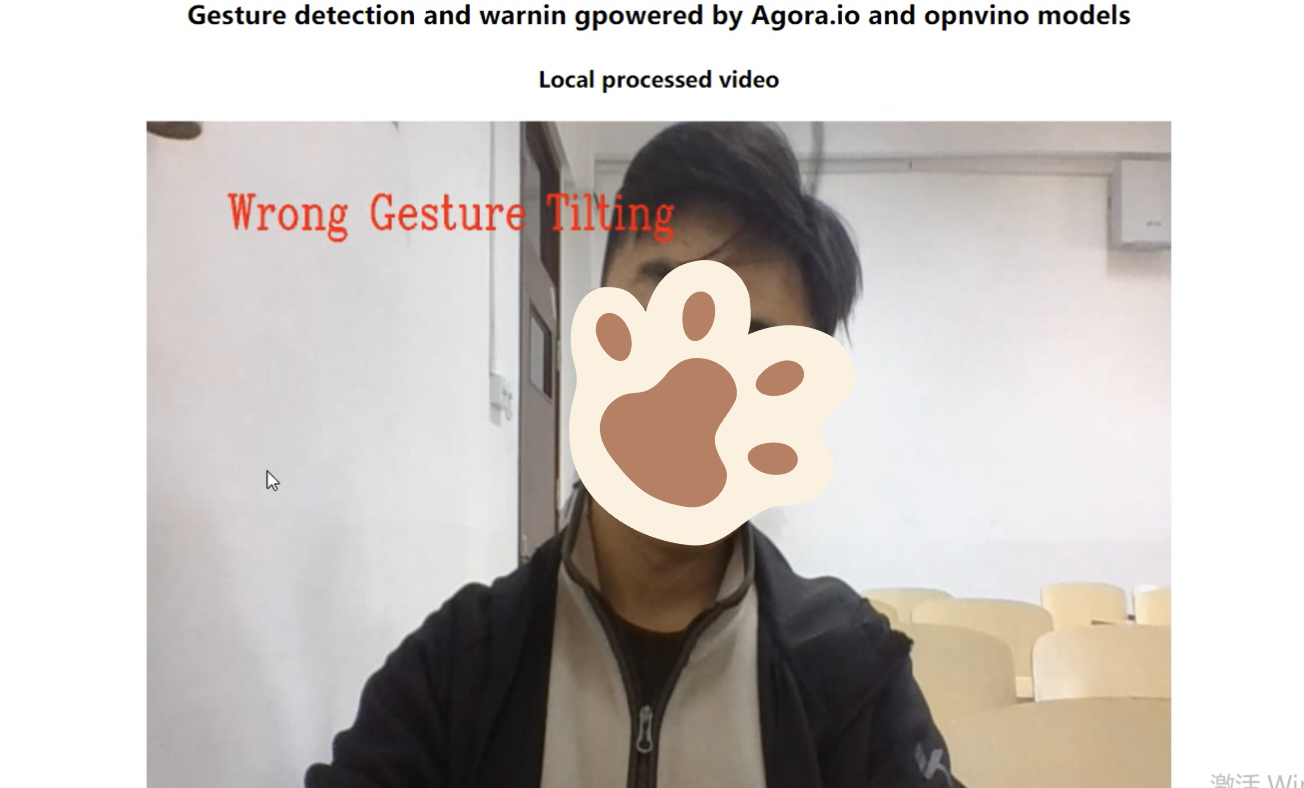 Gesture detection and warnin gpowered by Agora.io and opnvino models
Local processed video
Wrong Gesture Tilting
激活